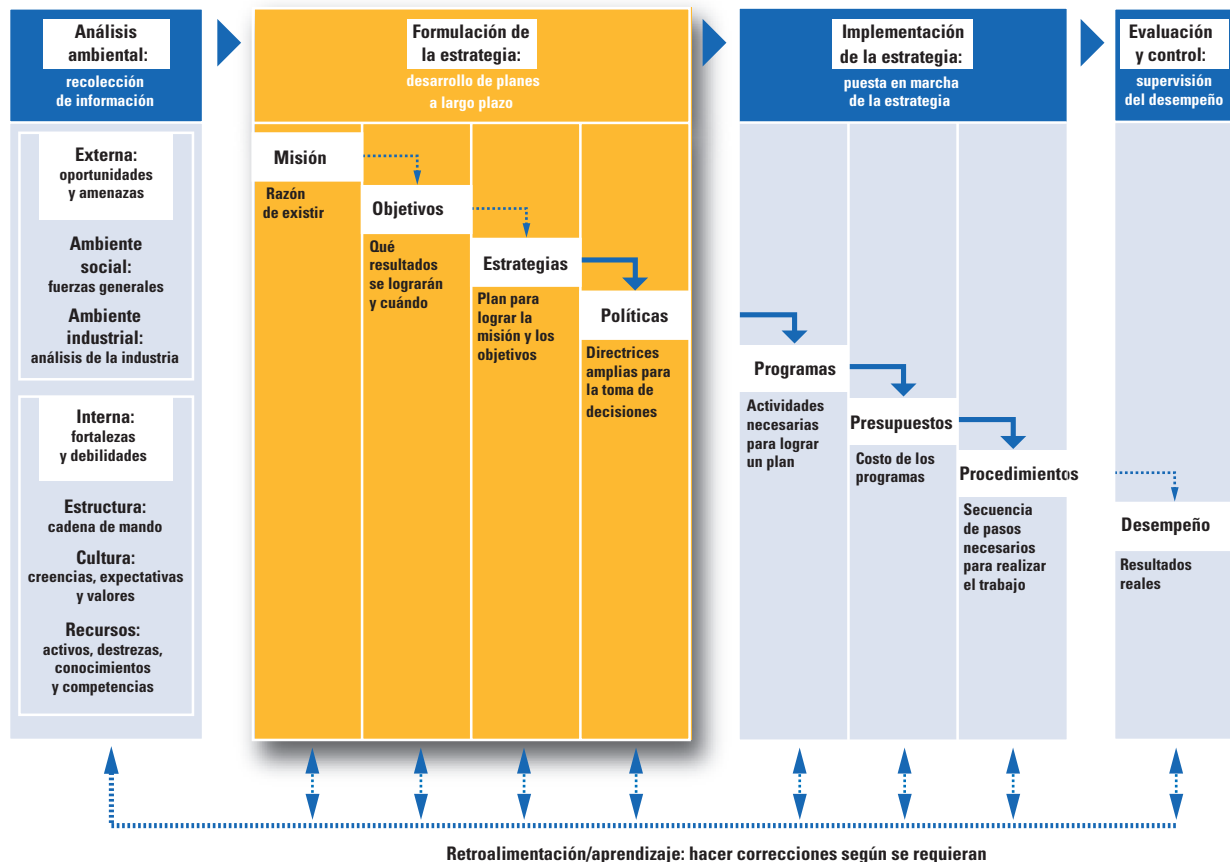 Análisis
ambiental:
recolección
de información
Formulación de
la estrategia:
desarrollo de planes
a largo plazo
Implementación
de la estrategia:
puesta en marcha
de la estrategia
Evaluación
y control:
supervisión
del desempeño
Externa:
oportunidades
y amenazas
Ambiente
social:
fuerzas generales
Ambiente
industrial:
análisis de la industria
Interna:
fortalezas
y debilidades
Estructura:
cadena de mando
Cultura:
creencias, expectativas
y valores
Recursos:
activos, destrezas,
conocimientos
y competencias
Misión
Razón
de existir
Objetivos
Qué
resultados
se lograrán
y cuándo
Estrategias
Plan para
lograr la
misión y los
objetivos
Políticas
Directrices
amplias para
la toma de
decisiones
Programas
Actividades
necesarias
para lograr
un plan
Presupuestos
Costo de los
programas
Procedimientos
Secuencia
de pasos
necesarios
para realizar
el trabajo
Desempeño
Resultados
reales
Retroalimentación/aprendizaje: hacer correcciones según se requieran